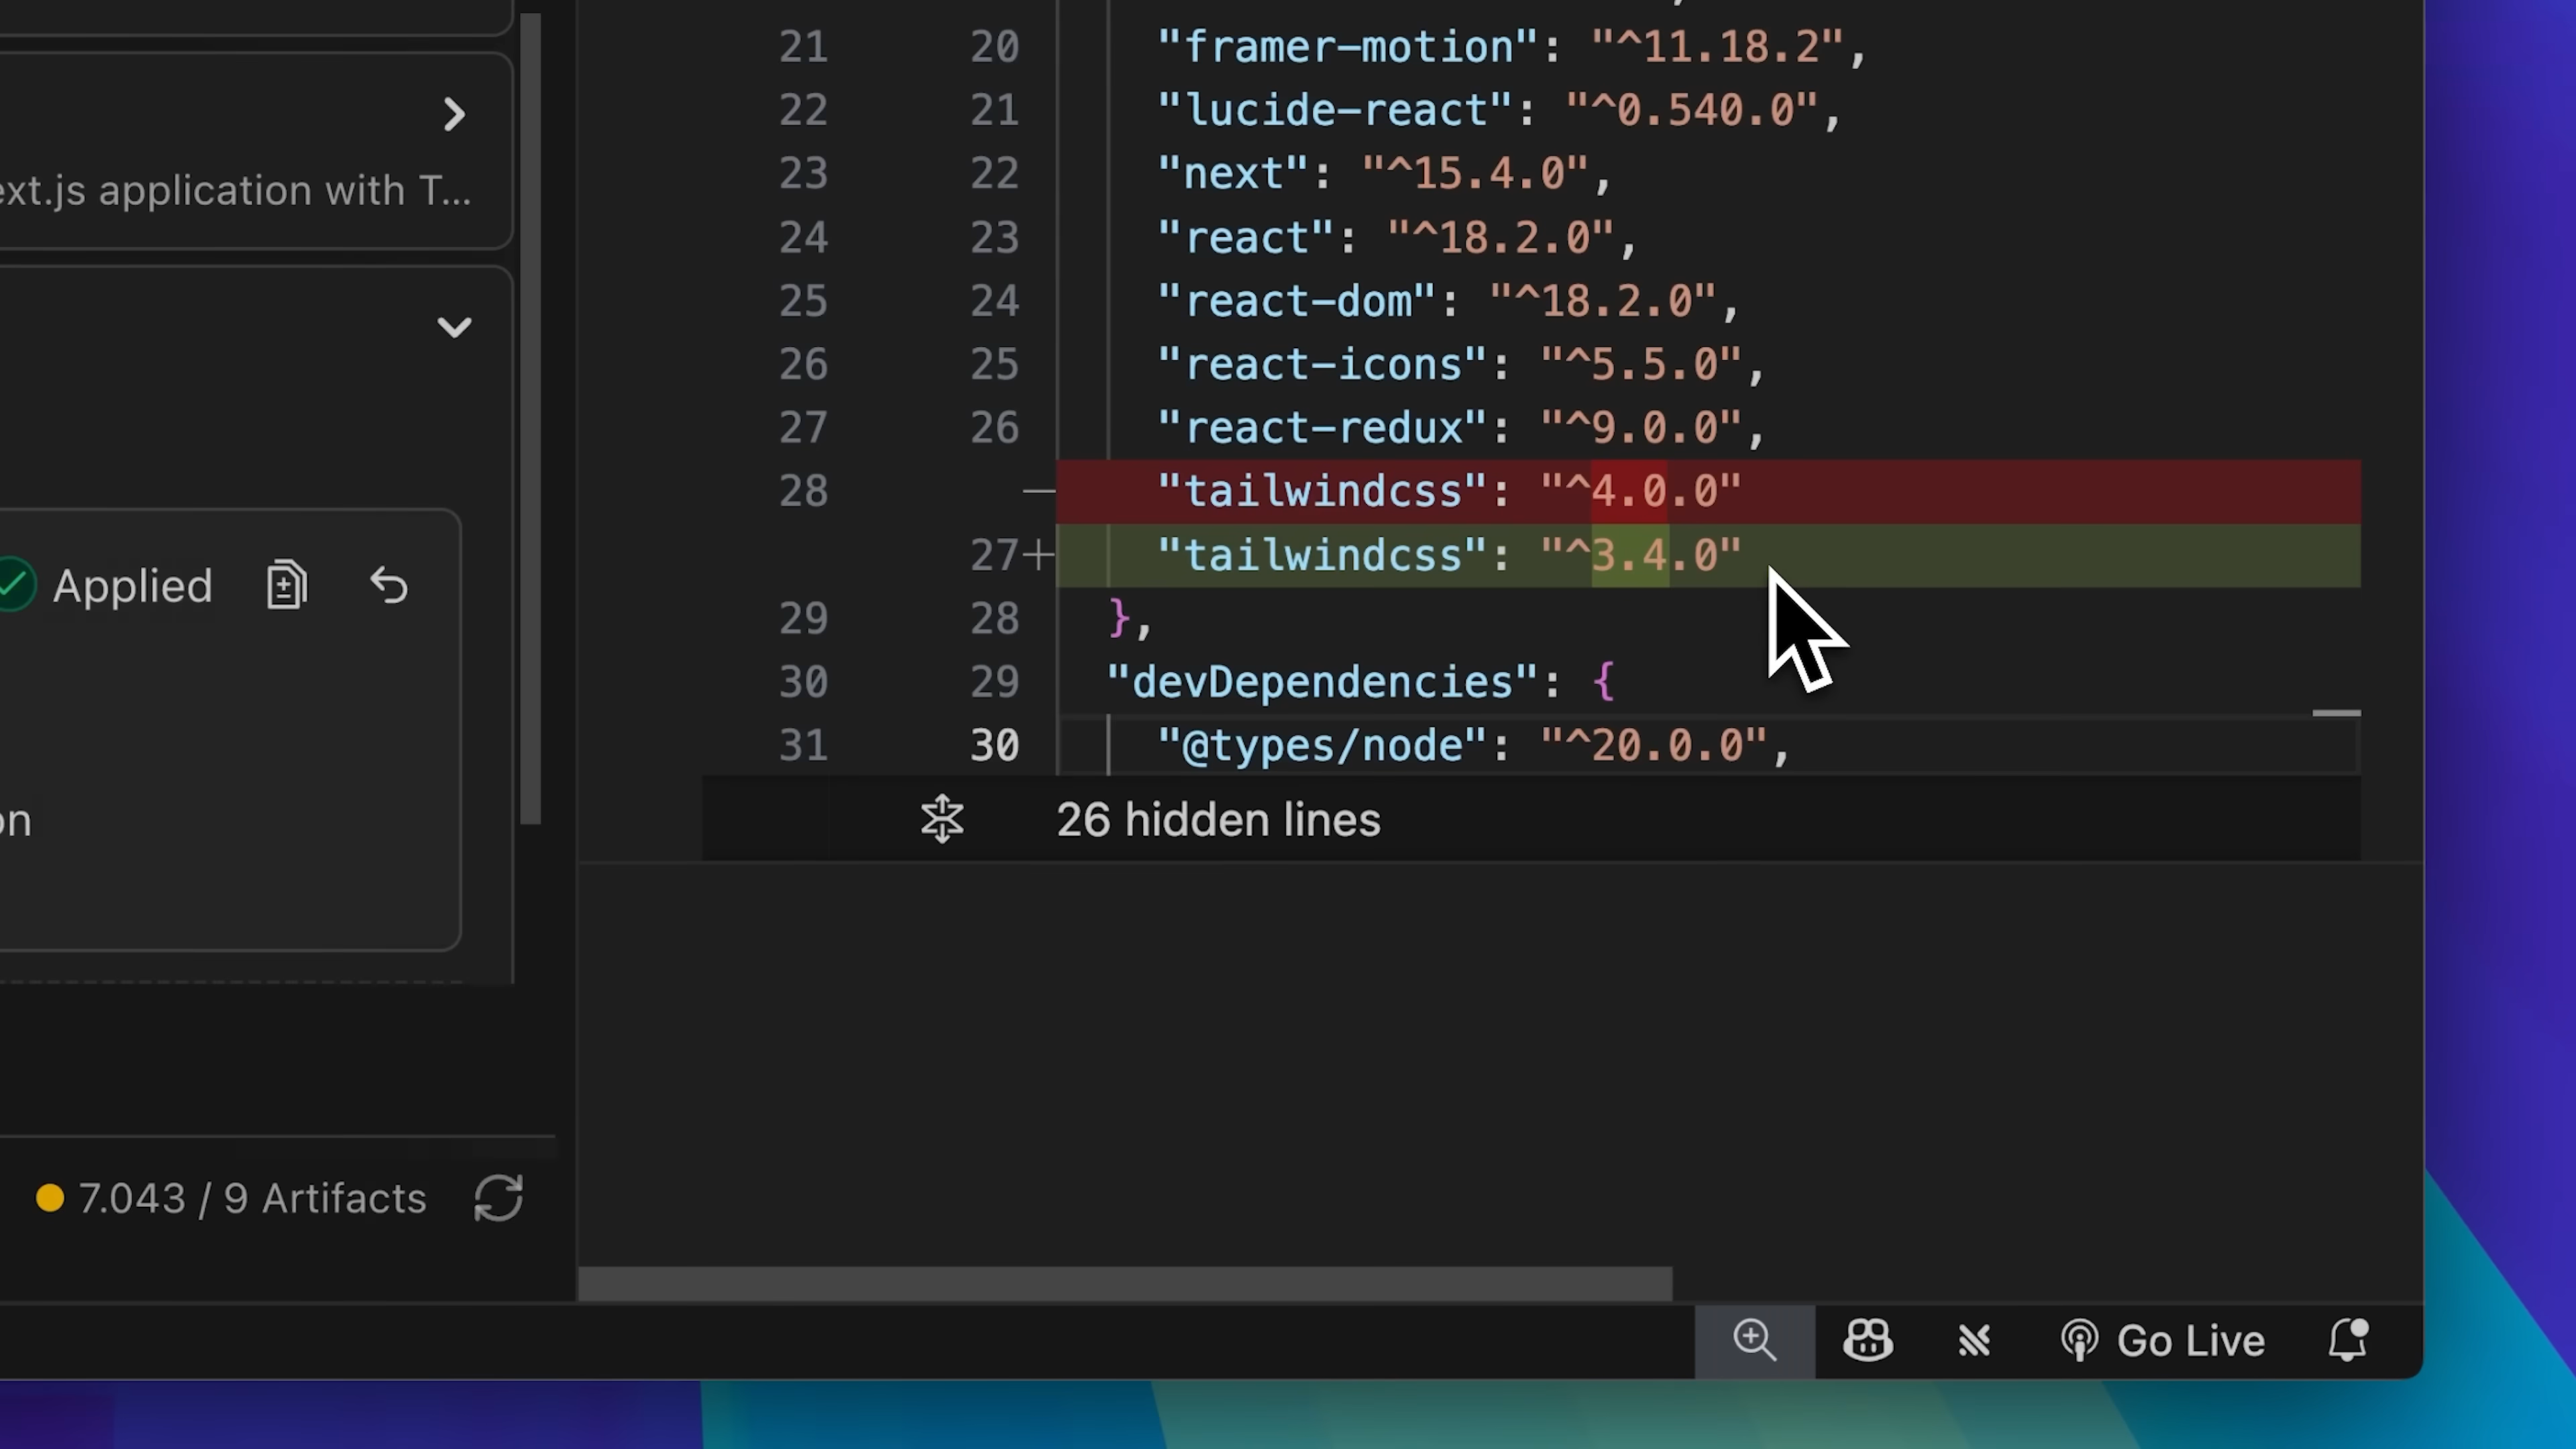 ext.js application with T...
Applied
on
7.043 / 9 Artifacts
21 20 "framer-motion": "^11.18.2",
22 21 "lucide-react": "^0.540.0",
23 22 "next": "^15.4.0",
24 23 "react": "^18.2.0",
25 24 "react-dom": "^18.2.0",
26 25 "react-icons": "^5.5.0",
27 26 "react-redux": "^9.0.0",
28 — "tailwindcss": "^4.0.0"
27+ "tailwindcss": "^3.4.0"
29 28 },
30 29 "devDependencies": {
31 30 "@types/node": "^20.0.0",
26 hidden lines
Go Live